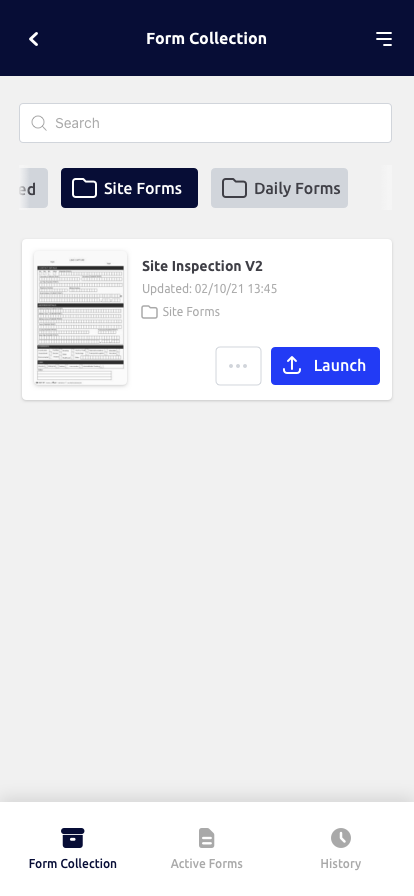 Form Collection
Search
ed
Site Forms
Daily Forms
Site Inspection V2
Updated: 02/10/21 13:45
Site Forms
Launch
Form Collection
Active Forms
History